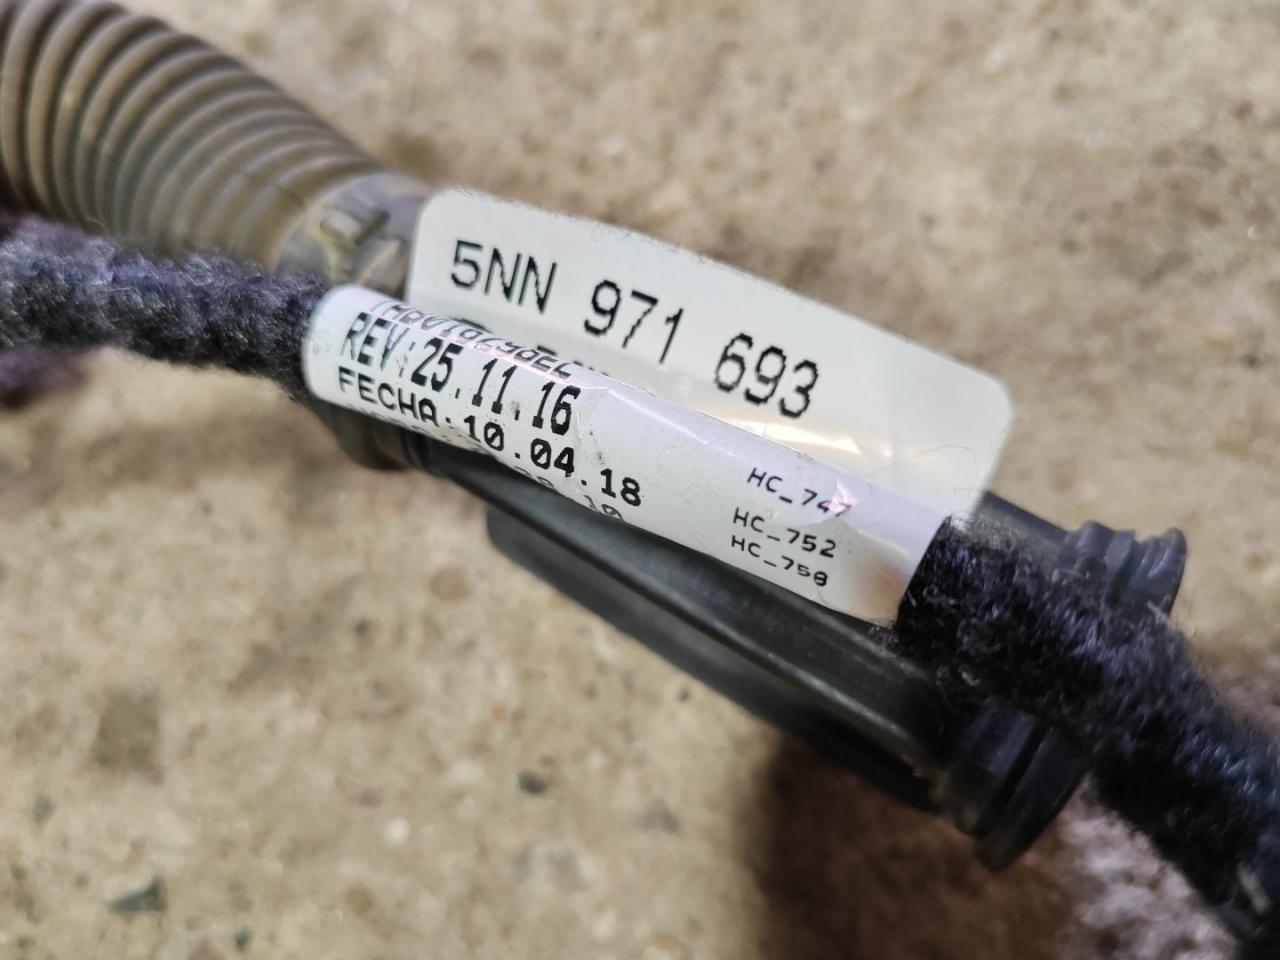 5NN 971 693
REV:25.11.16
FECHA:10.04.18
HC_747
HC_752
HC_758